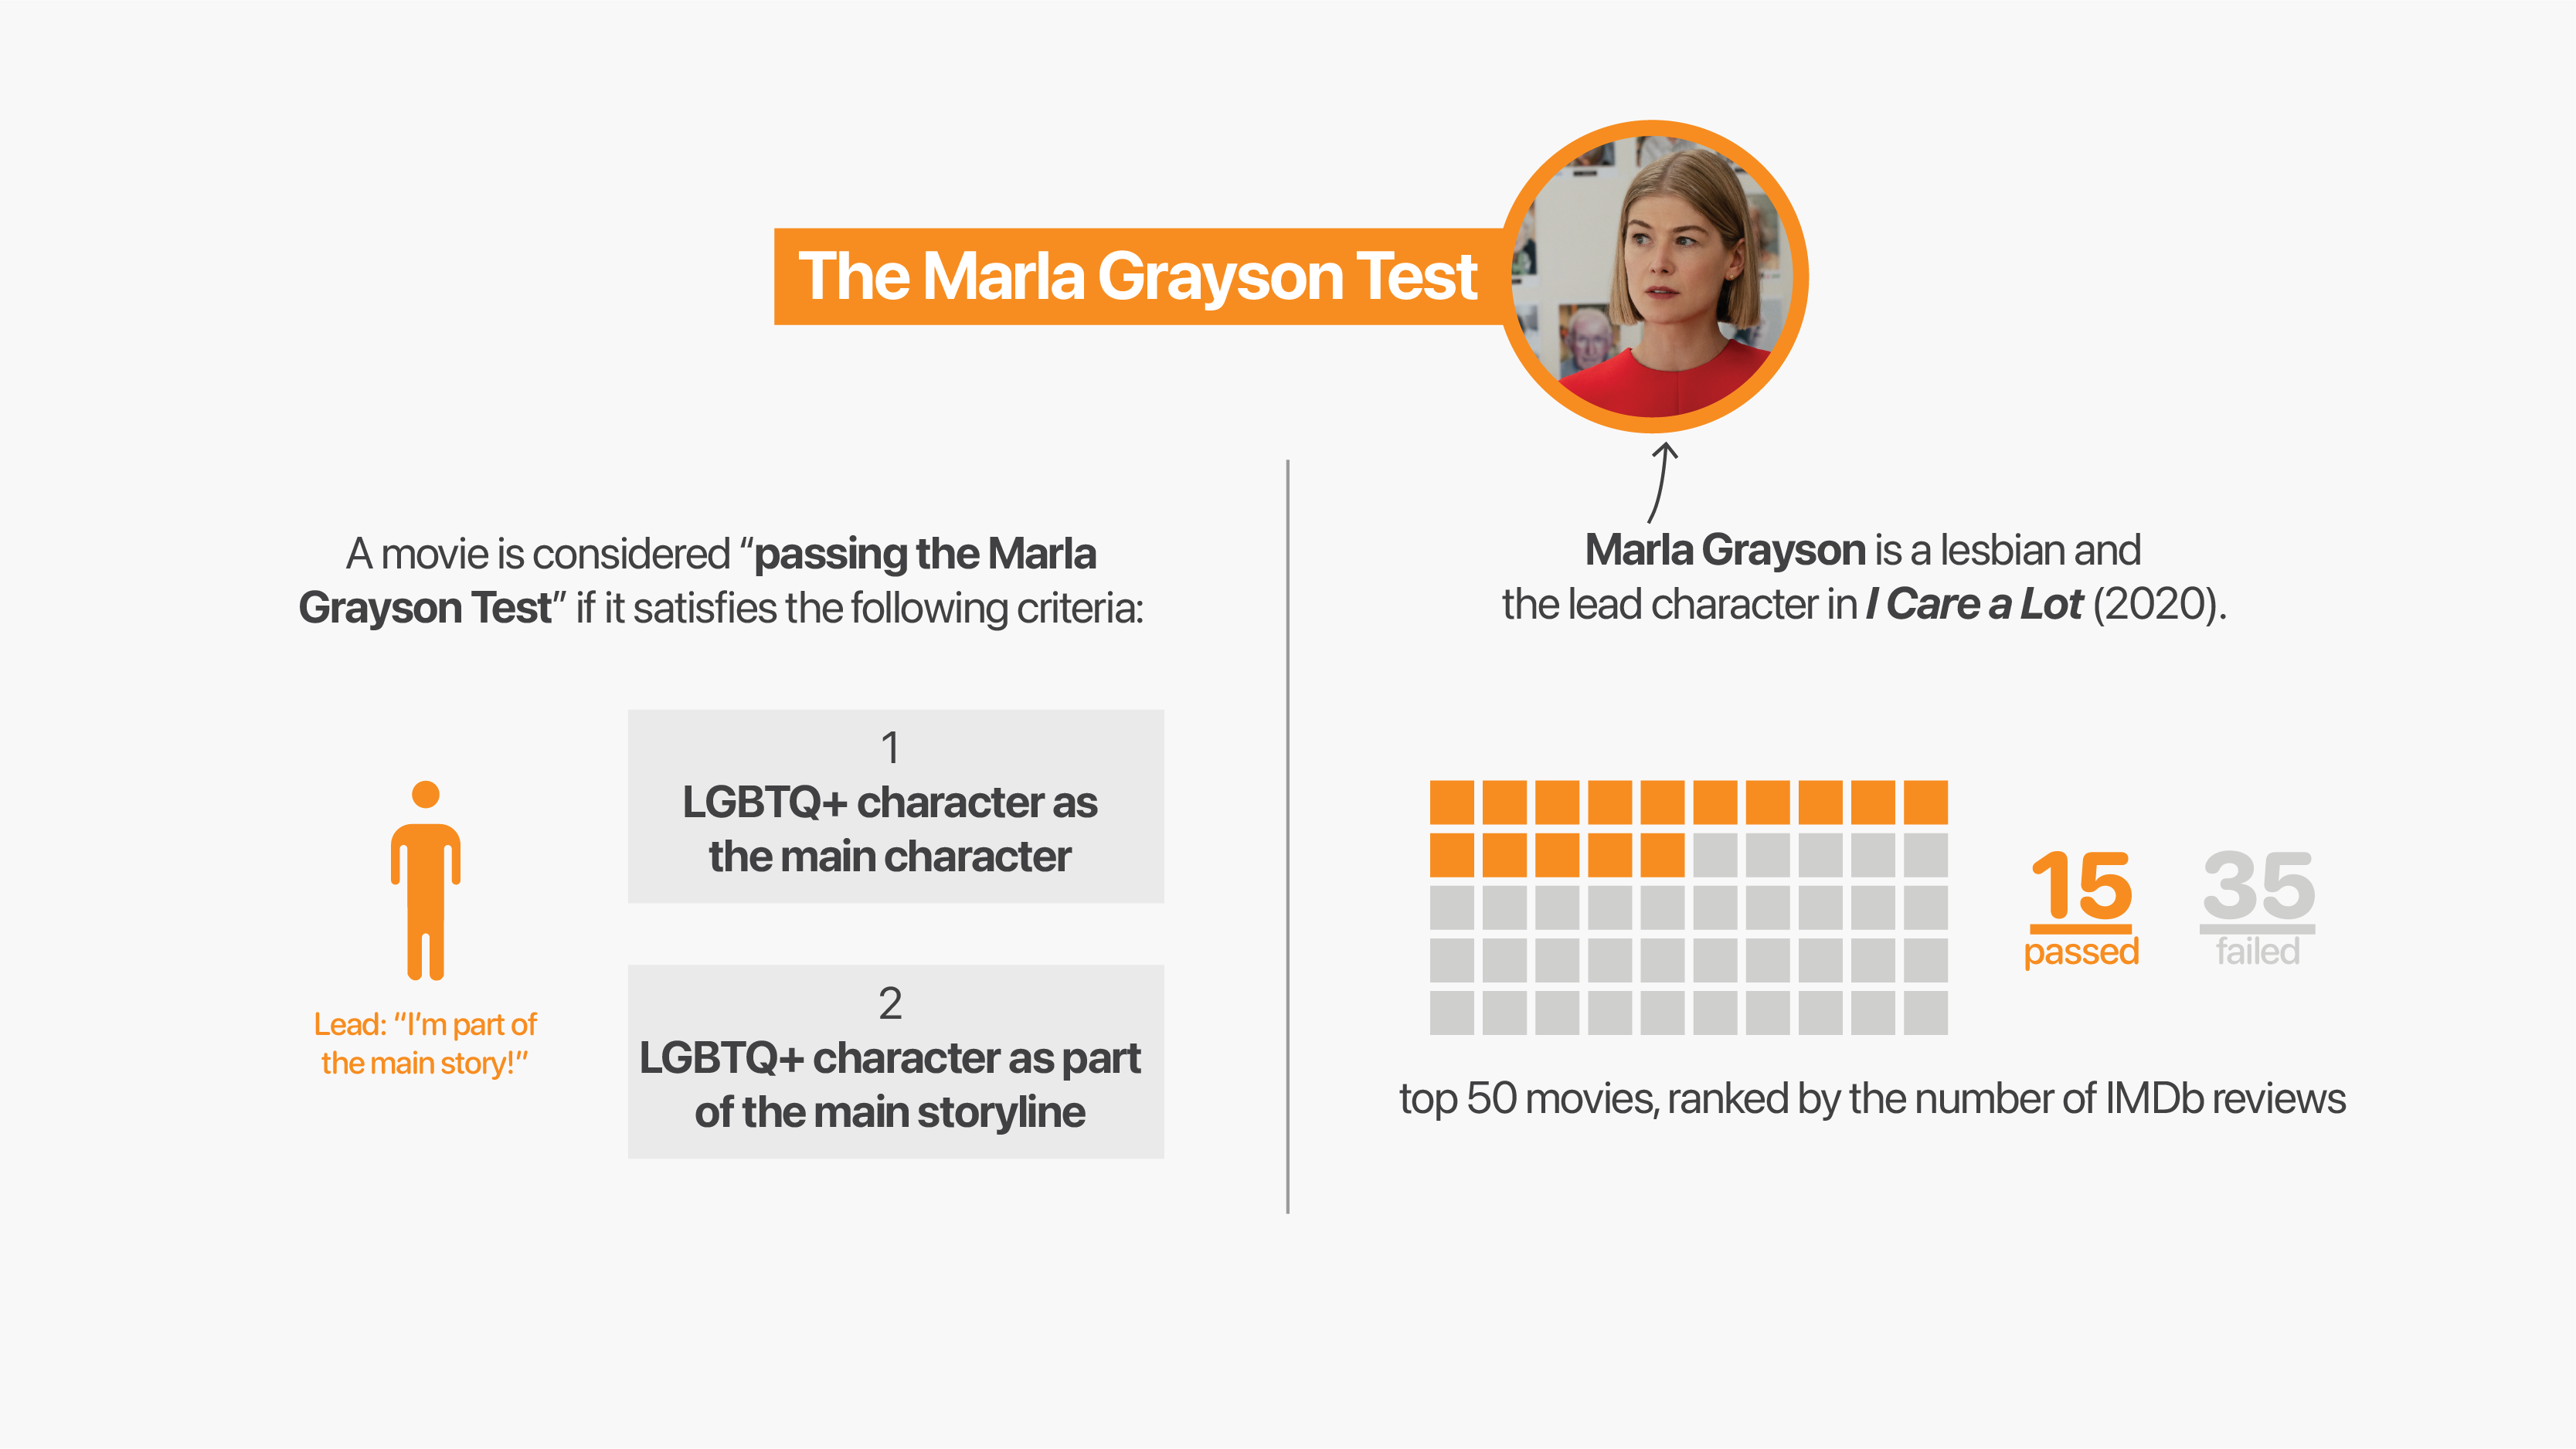 The Marla Grayson Test
A movie is considered “passing the Marla
Grayson Test” if it satisfies the following criteria:
1
LGBTQ+ character as
the main character
2
LGBTQ+ character as part
of the main storyline
Lead: “I’m part of
the main story!”
Marla Grayson is a lesbian and
the lead character in I Care a Lot (2020).
15
passed
35
failed
top 50 movies, ranked by the number of IMDb reviews